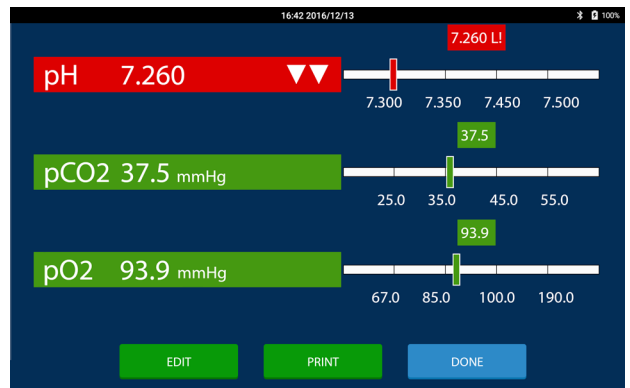 16:42 2016/12/13 100%
7.260 L!
pH 7.260
7.300 7.350 7.450 7.500
37.5
pCO2 37.5 mmHg
25.0 35.0 45.0 55.0
93.9
pO2 93.9 mmHg
67.0 85.0 100.0 190.0
EDIT PRINT DONE